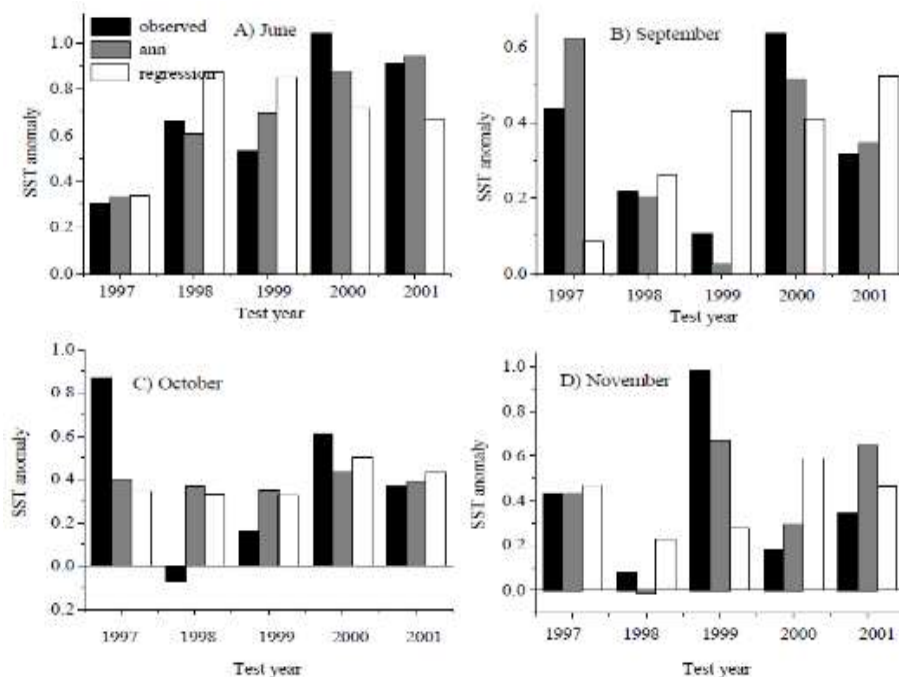 observed
ann
regression
A) June
SST anomaly
1.0
0.8
0.6
0.4
0.2
0.0
1997 1998 1999 2000 2001
Test year
B) September
SST anomaly
0.6
0.4
0.2
0.0
1997 1998 1999 2000 2001
Test year
C) October
SST anomaly
1.0
0.8
0.6
0.4
0.2
0.0
0.2
1997 1998 1999 2000 2001
Test year
D) November
SST anomaly
1.0
0.8
0.6
0.4
0.2
0.0
1997 1998 1999 2000 2001
Test year